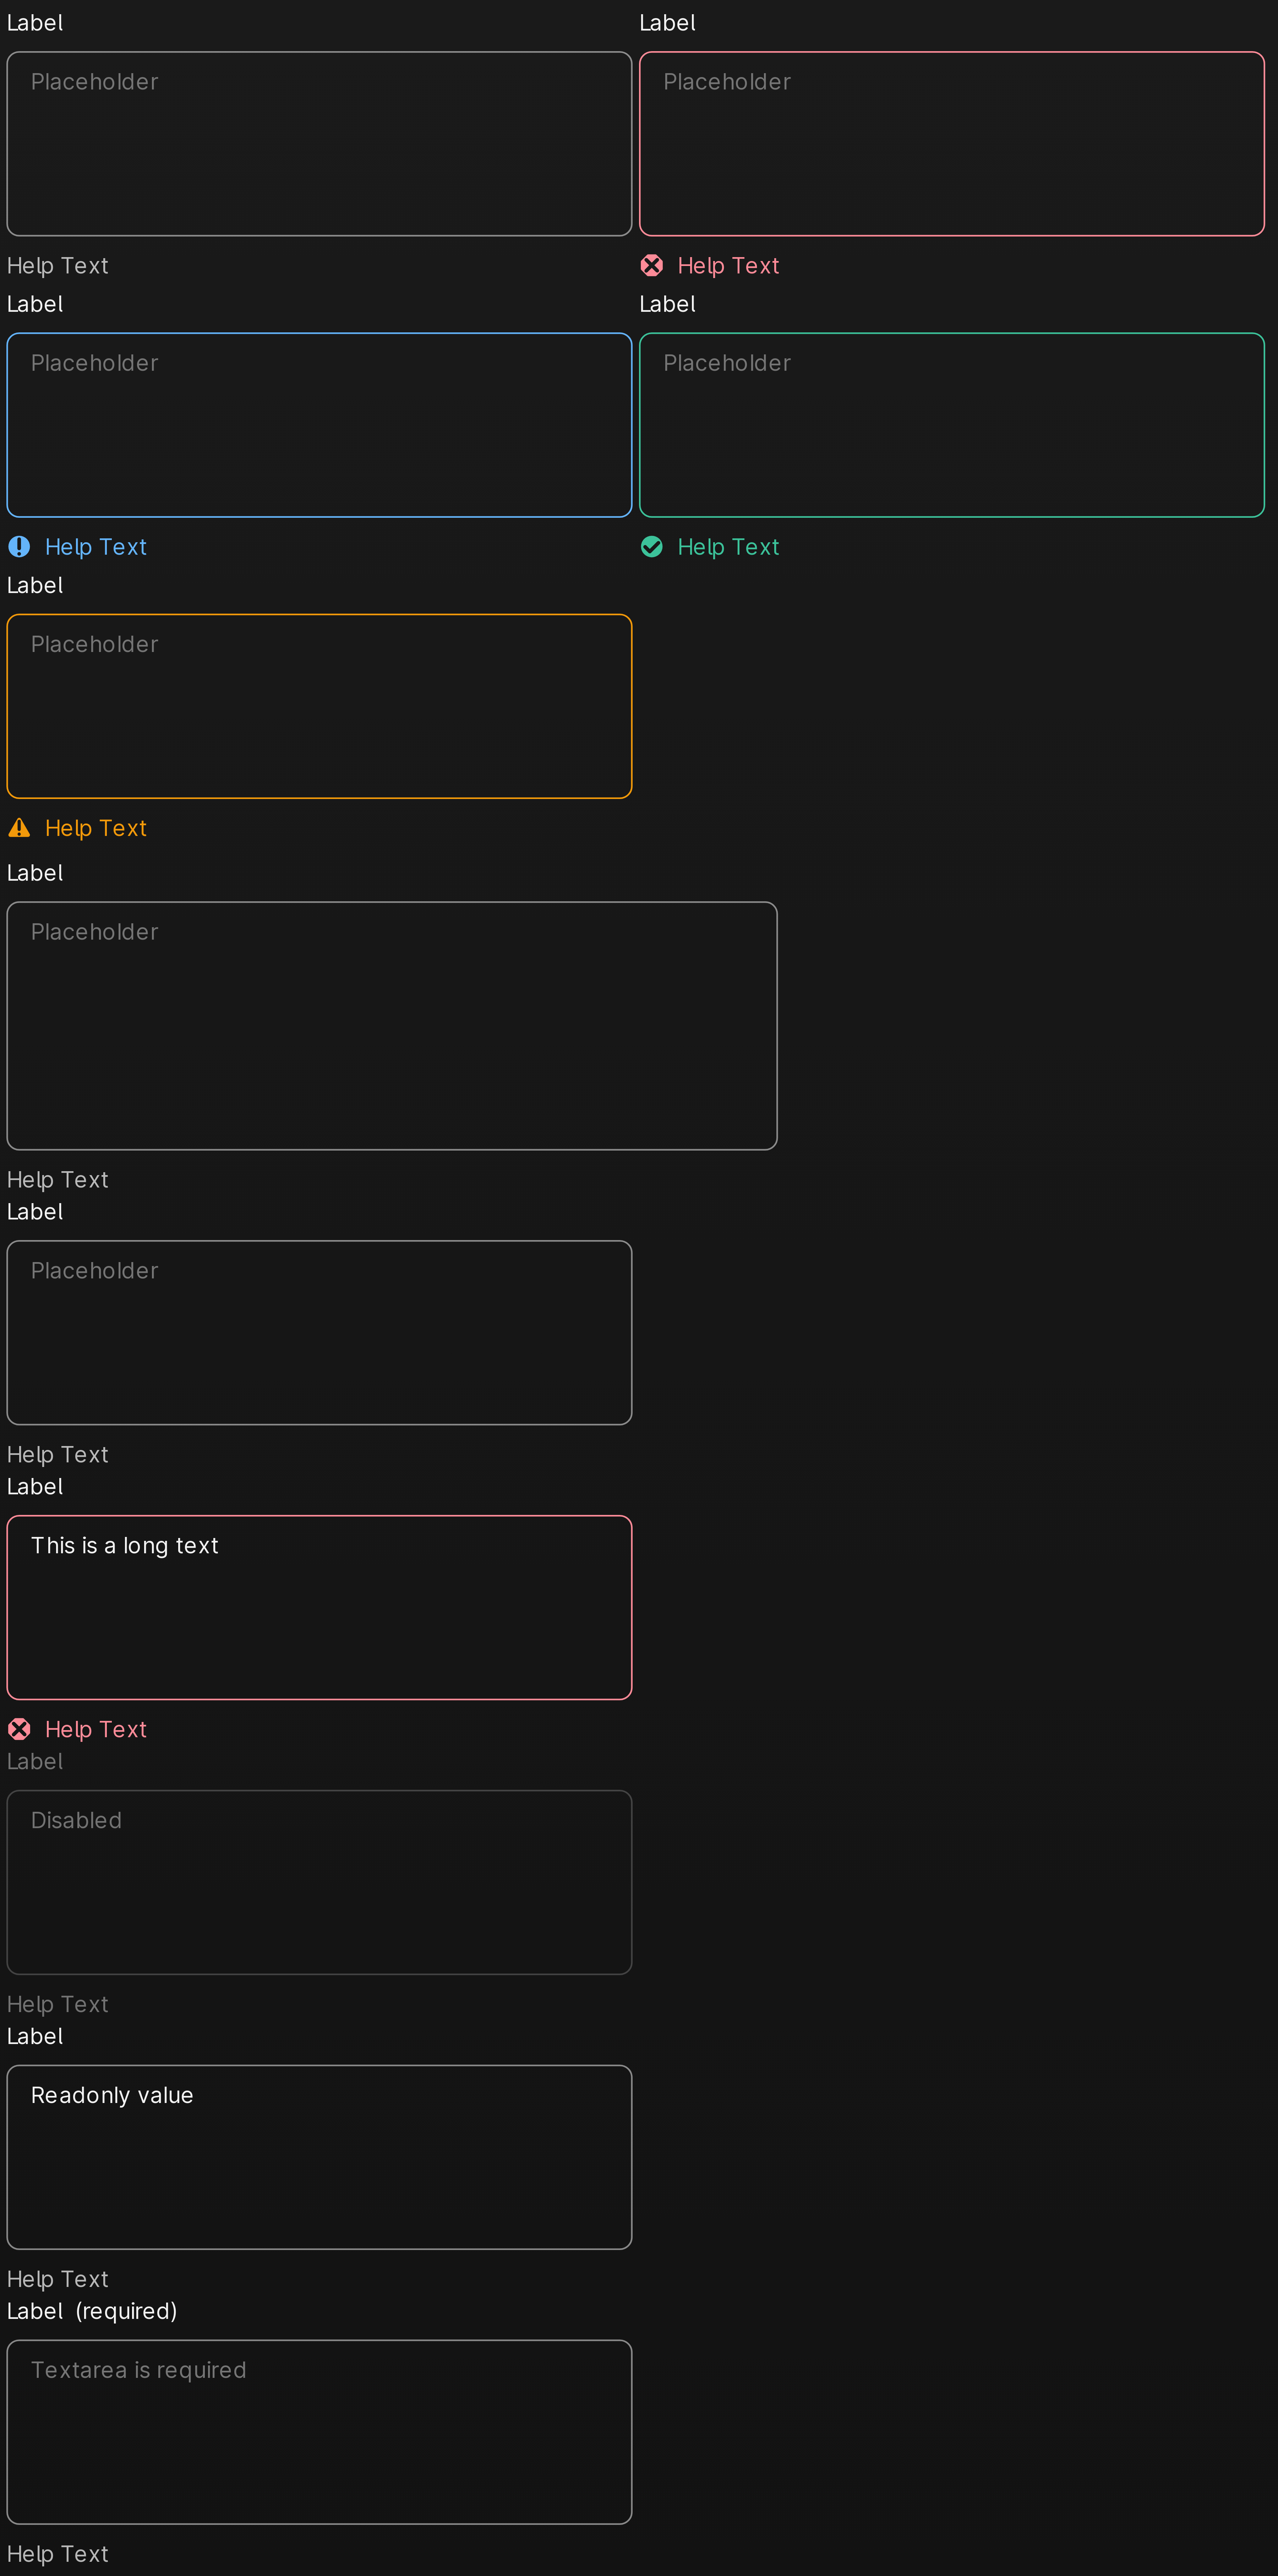 Label
Placeholder
Help Text
Label
Placeholder
Help Text
Label
Placeholder
Help Text
Label
Placeholder
Help Text
Label
Placeholder
Help Text
Label
Placeholder
Help Text
Label
Placeholder
Help Text
Label
This is a long text
Help Text
Label
Disabled
Help Text
Label
Readonly value
Help Text
Label (required)
Textarea is required
Help Text